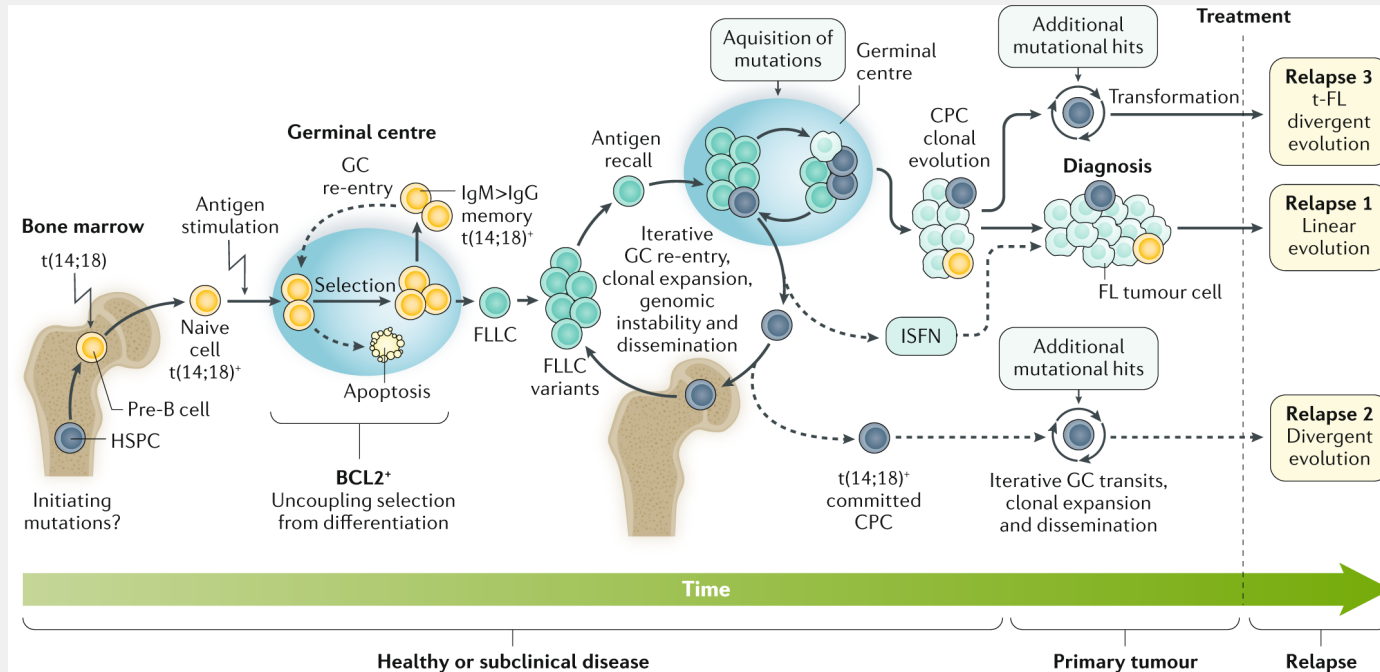 Bone marrow
t(14;18)
Pre-B cell
HSPC
Initiating
mutations?
Naive
cell
t(14;18)⁺
Antigen
stimulation
Germinal centre
GC
re-entry
IgM>IgG
memory
t(14;18)⁺
Selection
Apoptosis
BCL2⁺
Uncoupling selection
from differentiation
FLLC
FLLC
variants
Antigen
recall
Aquisition of
mutations
Germinal
centre
Iterative
GC re-entry,
clonal expansion,
genomic
instability and
dissemination
CPC
clonal
evolution
ISFN
t(14;18)⁺
committed
CPC
Additional
mutational hits
Transformation
Diagnosis
FL tumour cell
Additional
mutational hits
Iterative GC transits,
clonal expansion
and dissemination
Treatment
Relapse 3
t-FL
divergent
evolution
Relapse 1
Linear
evolution
Relapse 2
Divergent
evolution
Time
Healthy or subclinical disease
Primary tumour
Relapse